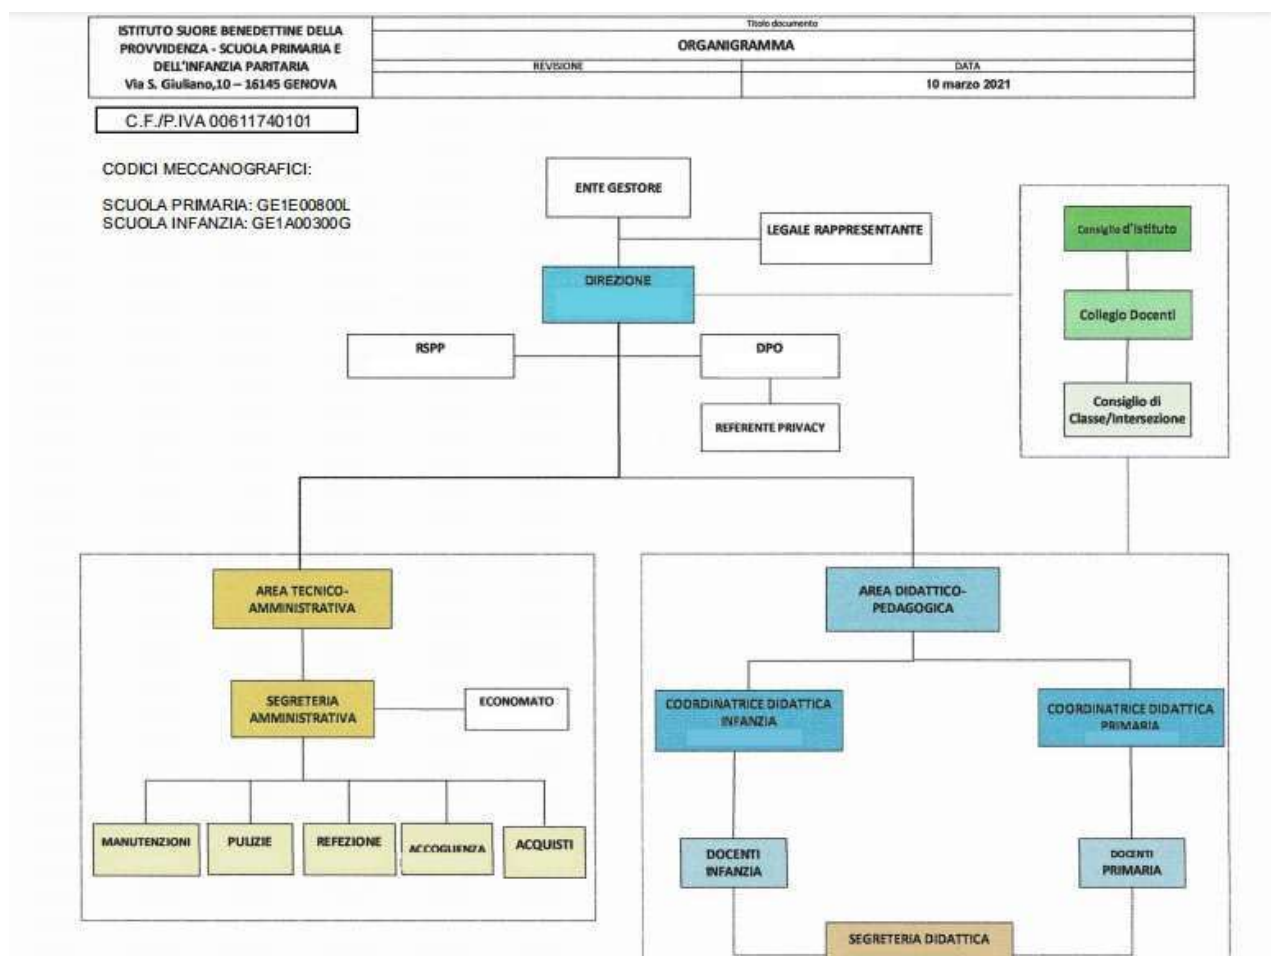 ISTITUTO SUORE BENEDETTINE DELLA
PROVVIDENZA - SCUOLA PRIMARIA E
DELL'INFANZIA PARITARIA
Via S. Giuliano,10 – 16145 GENOVA
Titolo documento
ORGANIGRAMMA
REVISIONE
DATA
10 marzo 2021
C.F./P.IVA 00611740101
CODICI MECCANOGRAFICI:
SCUOLA PRIMARIA: GE1E00800L
SCUOLA INFANZIA: GE1A00300G
ENTE GESTORE
LEGALE RAPPRESENTANTE
DIREZIONE
RSPP
DPO
REFERENTE PRIVACY
Consiglio d'Istituto
Collegio Docenti
Consiglio di
Classe/Intersezione
AREA TECNICO-
AMMINISTRATIVA
SEGRETERIA
AMMINISTRATIVA
ECONOMATO
MANUTENZIONI
PULIZIE
REFEZIONE
ACCOGLIENZA
ACQUISTI
AREA DIDATTICO-
PEDAGOGICA
COORDINATRICE DIDATTICA
INFANZIA
COORDINATRICE DIDATTICA
PRIMARIA
DOCENTI
INFANZIA
DOCENTI
PRIMARIA
SEGRETERIA DIDATTICA